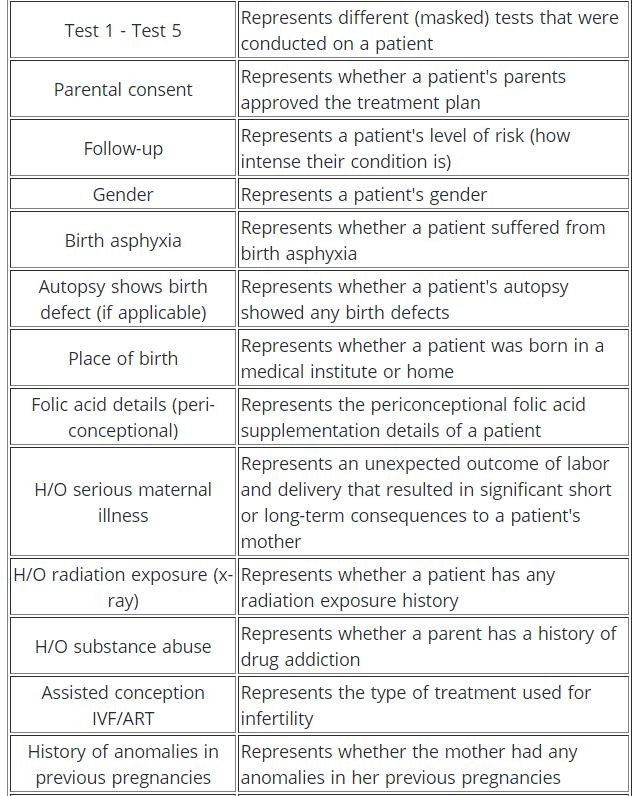 Test 1 - Test 5
Represents different (masked) tests that were
conducted on a patient
Parental consent
Represents whether a patient's parents
approved the treatment plan
Follow-up
Represents a patient's level of risk (how
intense their condition is)
Gender
Represents a patient's gender
Birth asphyxia
Represents whether a patient suffered from
birth asphyxia
Autopsy shows birth
defect (if applicable)
Represents whether a patient's autopsy
showed any birth defects
Place of birth
Represents whether a patient was born in a
medical institute or home
Folic acid details (peri-
conceptional)
Represents the periconceptional folic acid
supplementation details of a patient
H/O serious maternal
illness
Represents an unexpected outcome of labor
and delivery that resulted in significant short
or long-term consequences to a patient's
mother
H/O radiation exposure (x-
ray)
Represents whether a patient has any
radiation exposure history
H/O substance abuse
Represents whether a parent has a history of
drug addiction
Assisted conception
IVF/ART
Represents the type of treatment used for
infertility
History of anomalies in
previous pregnancies
Represents whether the mother had any
anomalies in her previous pregnancies